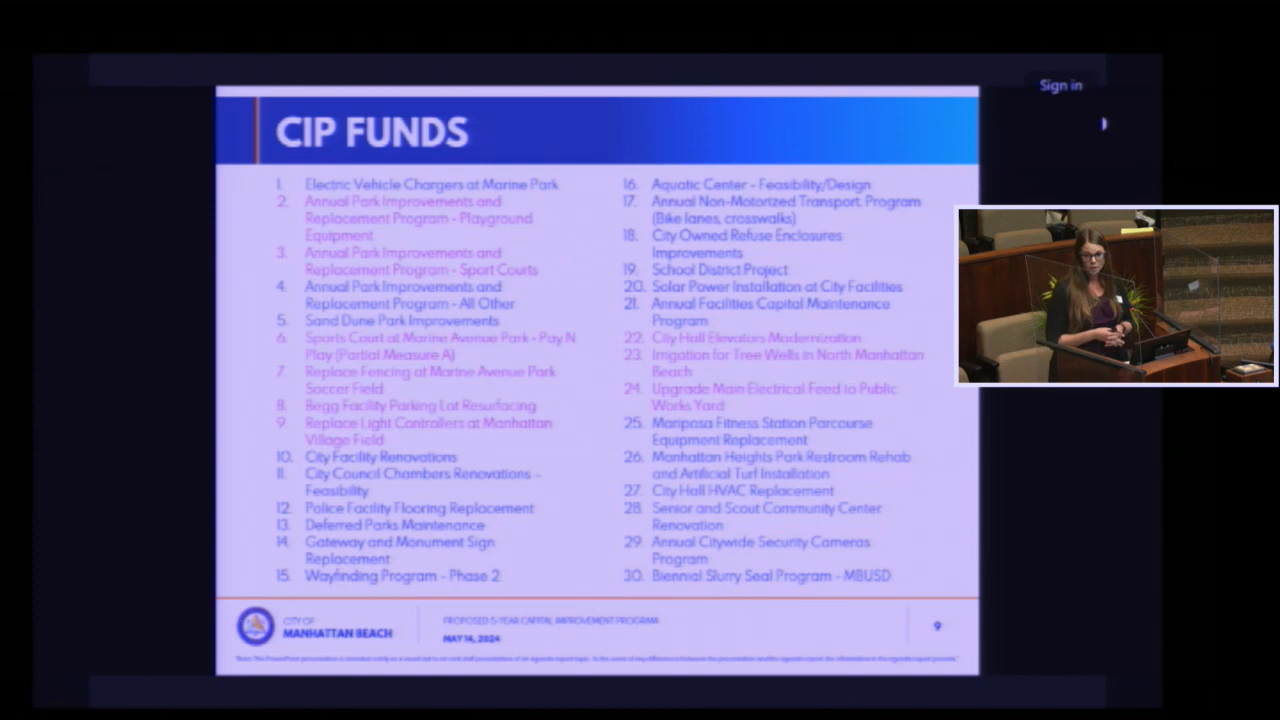 Sign in
CIP FUNDS
1. Electric Vehicle Chargers at Marine Park
2. Annual Park Improvements and
Replacement Program - Playground
Equipment
3. Annual Park Improvements and
Replacement Program - Sport Courts
4. Annual Park Improvements and
Replacement Program - All Other
5. Sand Dune Park Improvements
6. Sports Court at Marine Avenue Park - Pay N
Play (Partial Measure A)
7. Replace Fencing at Marine Avenue Park
Soccer Field
8. Begg Facility Parking Lot Resurfacing
9. Replace Light Controllers at Manhattan
Village Field
10. City Facility Renovations
11. City Council Chambers Renovations -
Feasibility
12. Police Facility Flooring Replacement
13. Deferred Parks Maintenance
14. Gateway and Monument Sign
Replacement
15. Wayfinding Program - Phase 2
16. Aquatic Center - Feasibility/Design
17. Annual Non-Motorized Transport Program
(Bike lanes, crosswalks)
18. City Owned Refuse Enclosures
Improvements
19. School District Project
20. Solar Power Installation at City Facilities
21. Annual Facilities Capital Maintenance
Program
22. City Hall Elevators Modernization
23. Irrigation for Tree Wells in North Manhattan
Beach
24. Upgrade Main Electrical Feed to Public
Works Yard
25. Mariposa Fitness Station Parcourse
Equipment Replacement
26. Manhattan Heights Park Restroom Rehab
and Artificial Turf Installation
27. City Hall HVAC Replacement
28. Senior and Scout Community Center
Renovation
29. Annual Citywide Security Cameras
Program
30. Biennial Slurry Seal Program - MBUSD
CITY OF
MANHATTAN BEACH
PROPOSED 5-YEAR CAPITAL IMPROVEMENT PROGRAM
MAY 14, 2024
9